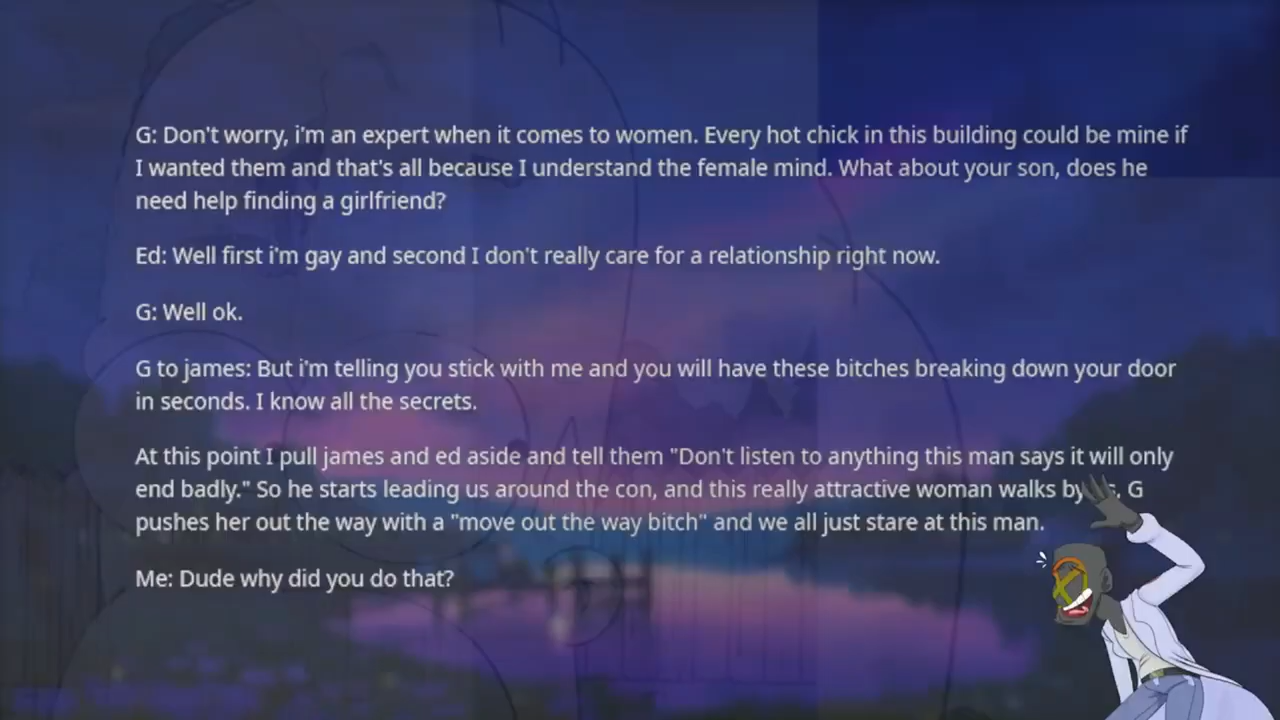 G: Don't worry, i'm an expert when it comes to women. Every hot chick in this building could be mine if
I wanted them and that's all because I understand the female mind. What about your son, does he
need help finding a girlfriend?
Ed: Well first i'm gay and second I don't really care for a relationship right now.
G: Well ok.
G to james: But i'm telling you stick with me and you will have these bitches breaking down your door
in seconds. I know all the secrets.
At this point I pull james and ed aside and tell them "Don't listen to anything this man says it will only
end badly." So he starts leading us around the con, and this really attractive woman walks by G
pushes her out the way with a "move out the way bitch" and we all just stare at this man.
Me: Dude why did you do that?